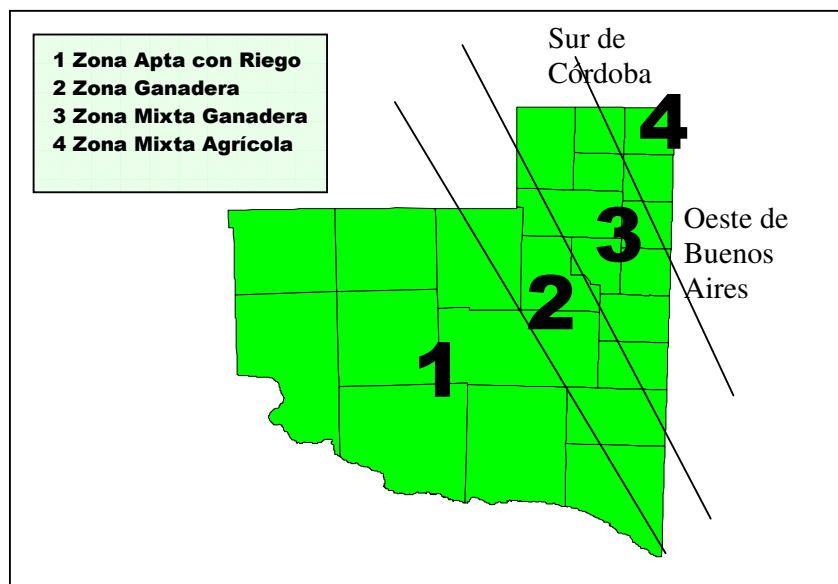 1 Zona Apta con Riego
2 Zona Ganadera
3 Zona Mixta Ganadera
4 Zona Mixta Agrícola
Sur de
Córdoba
4
3
Oeste de
Buenos
Aires
2
1